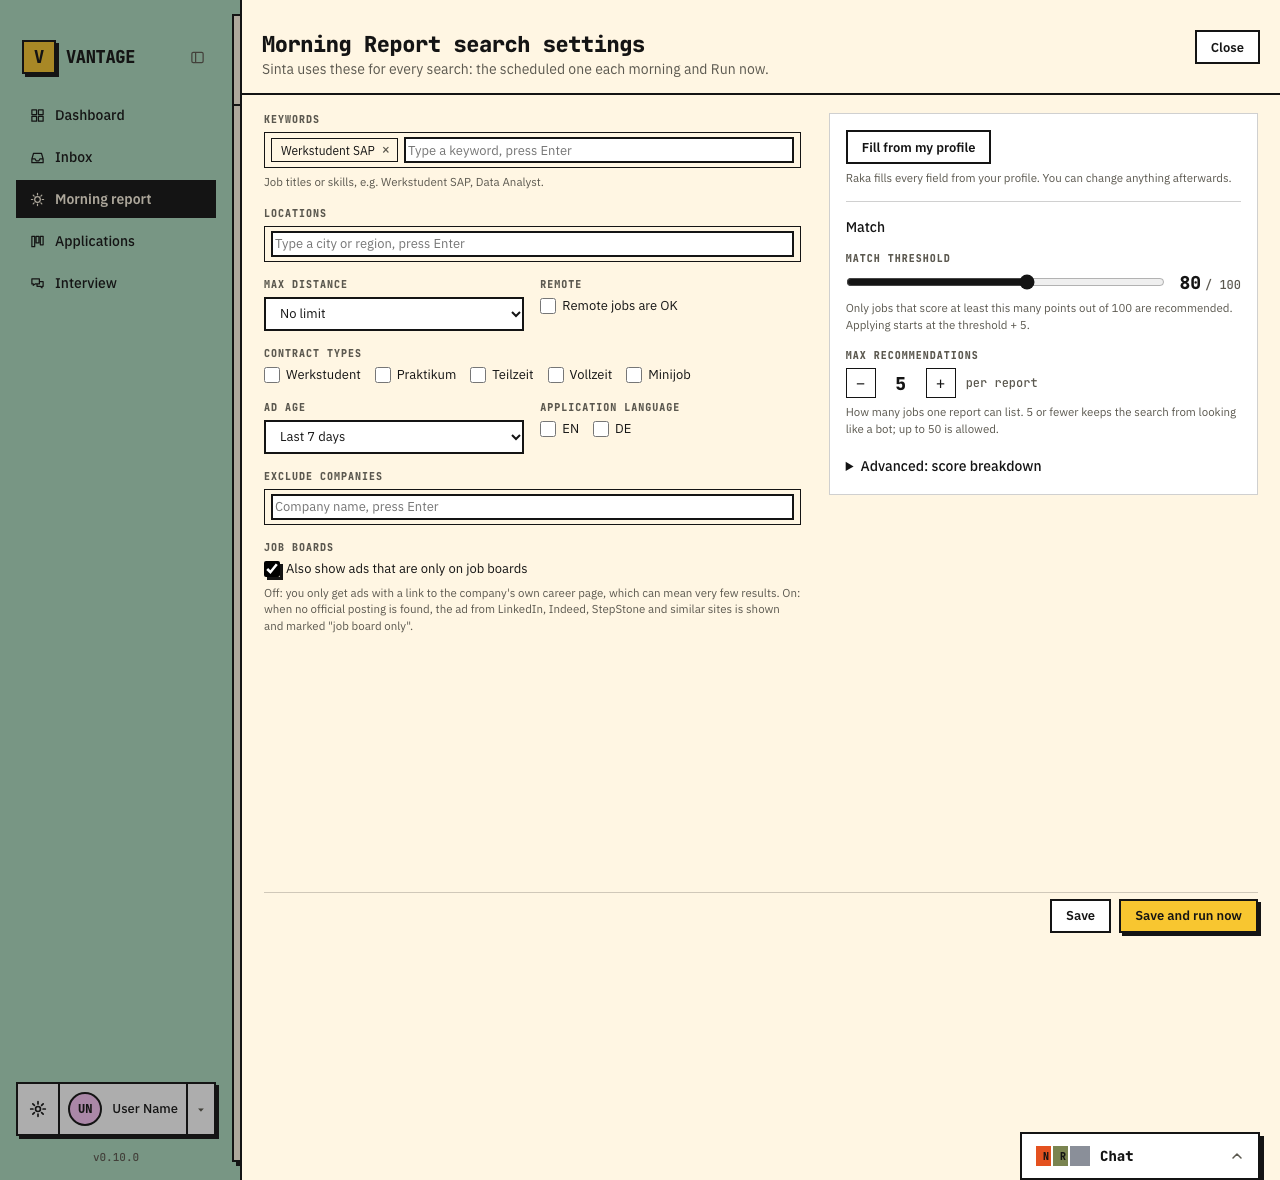 V VANTAGE
Dashboard
Inbox
Morning report
Applications
Interview
UN User Name
v0.10.0
Morning Report search settings
Sinta uses these for every search: the scheduled one each morning and Run now.
Close
KEYWORDS
Werkstudent SAP × Type a keyword, press Enter
Job titles or skills, e.g. Werkstudent SAP, Data Analyst.
LOCATIONS
Type a city or region, press Enter
MAX DISTANCE REMOTE
No limit Remote jobs are OK
CONTRACT TYPES
Werkstudent Praktikum Teilzeit Vollzeit Minijob
AD AGE APPLICATION LANGUAGE
Last 7 days EN DE
EXCLUDE COMPANIES
Company name, press Enter
JOB BOARDS
Also show ads that are only on job boards
Off: you only get ads with a link to the company's own career page, which can mean very few results. On:
when no official posting is found, the ad from LinkedIn, Indeed, StepStone and similar sites is shown
and marked "job board only".
Fill from my profile
Raka fills every field from your profile. You can change anything afterwards.
Match
MATCH THRESHOLD
80 / 100
Only jobs that score at least this many points out of 100 are recommended.
Applying starts at the threshold + 5.
MAX RECOMMENDATIONS
− 5 + per report
How many jobs one report can list. 5 or fewer keeps the search from looking
like a bot; up to 50 is allowed.
Advanced: score breakdown
Save Save and run now
N R Chat